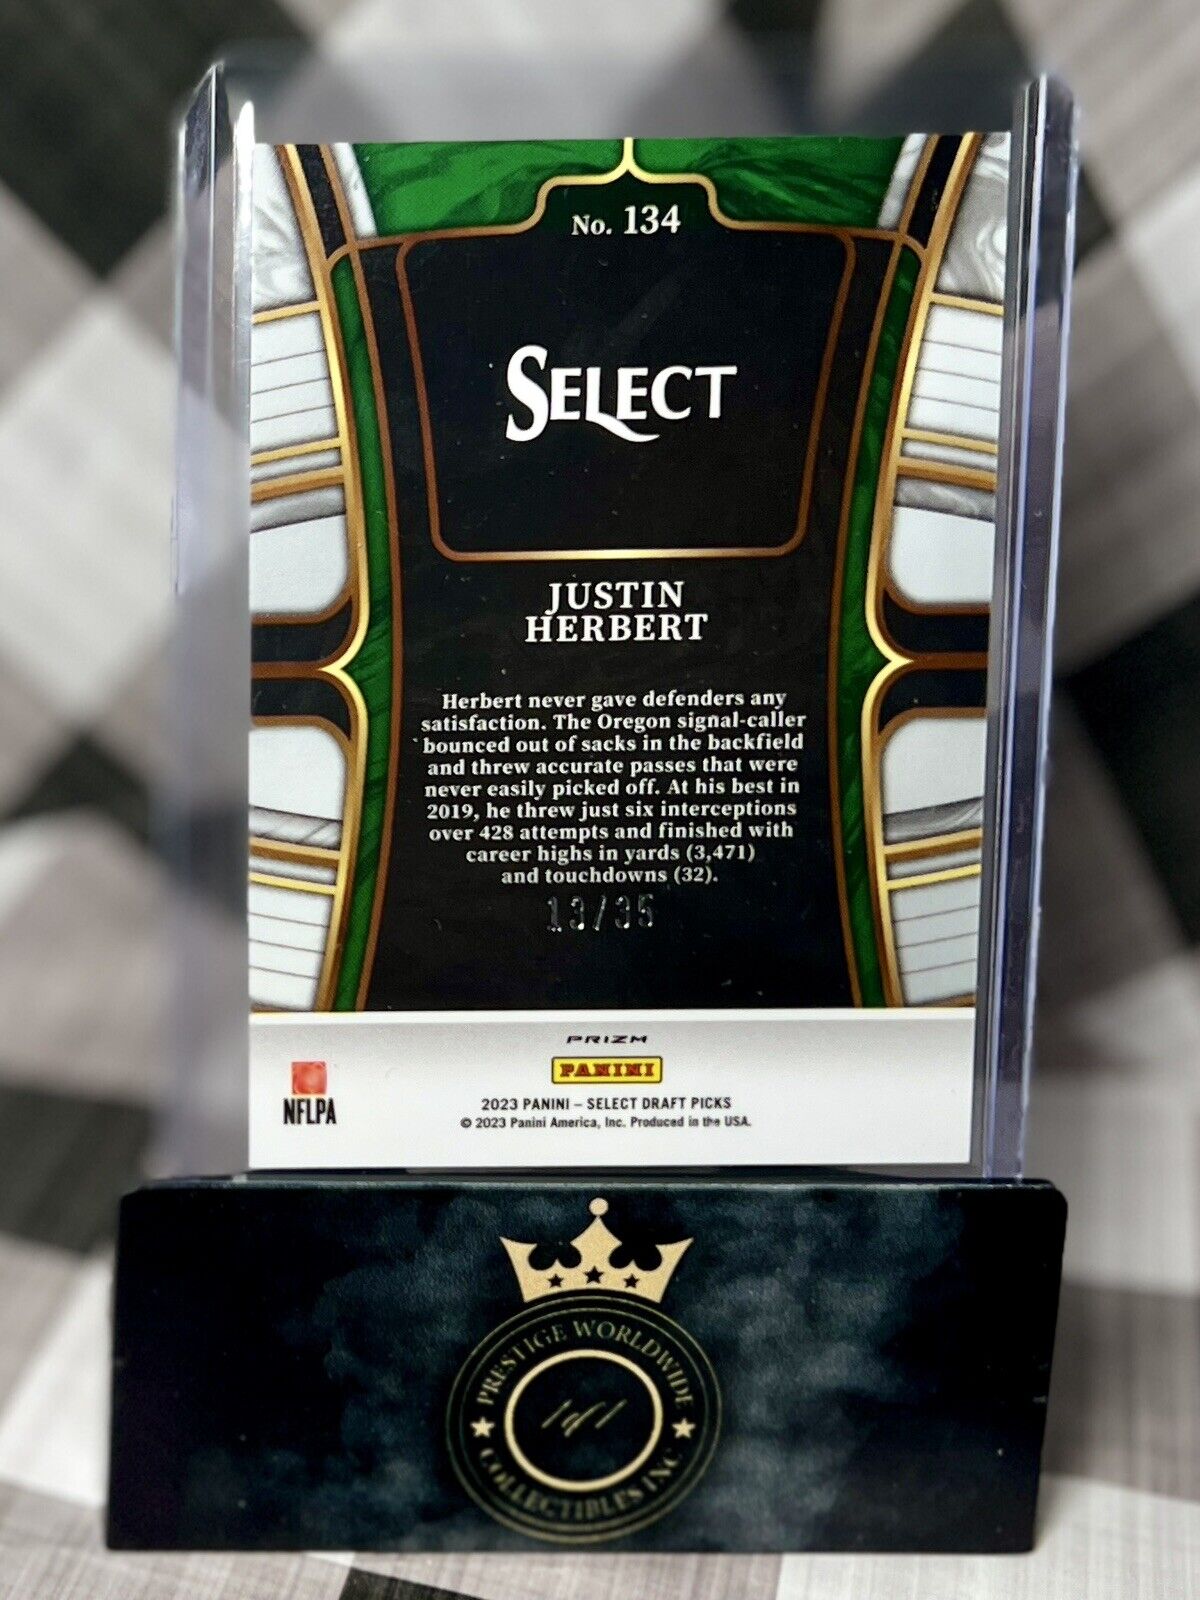 No. 134
SELECT
JUSTIN
HERBERT
Herbert never gave defenders any
satisfaction. The Oregon signal-caller
bounced out of sacks in the backfield
and threw accurate passes that were
never easily picked off. At his best in
2019, he threw just six interceptions
over 428 attempts and finished with
career highs in yards (3,471)
and touchdowns (32).
13/35
PRIZM
PANINI
NFLPA
2023 PANINI – SELECT DRAFT PICKS
© 2023 Panini America, Inc. Produced in the USA.
PRESTIGE WORLDWIDE
1of1
COLLECTIBLES INC